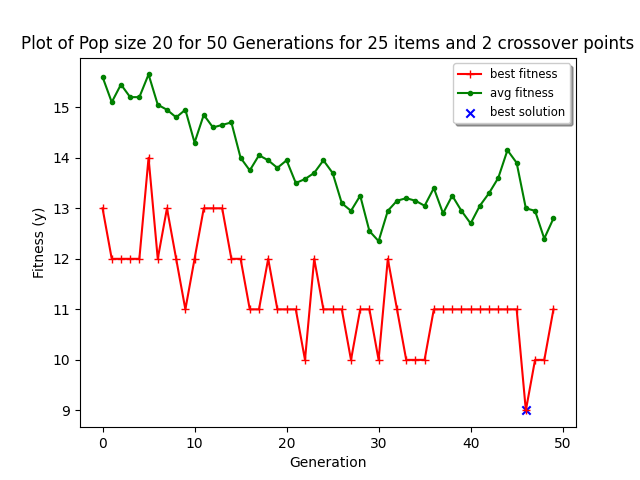 Plot of Pop size 20 for 50 Generations for 25 items and 2 crossover points
best fitness
avg fitness
best solution
Fitness (y)
15
14
13
12
11
10
9
0 10 20 30 40 50
Generation